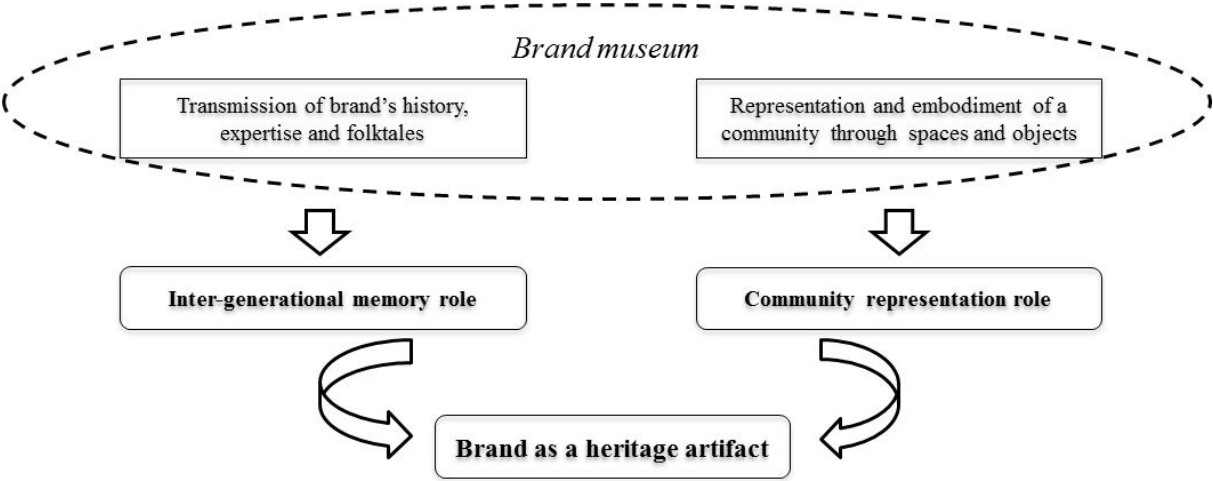 Brand museum
Transmission of brand’s history,
expertise and folktales
Representation and embodiment of a
community through spaces and objects
Inter-generational memory role
Community representation role
Brand as a heritage artifact